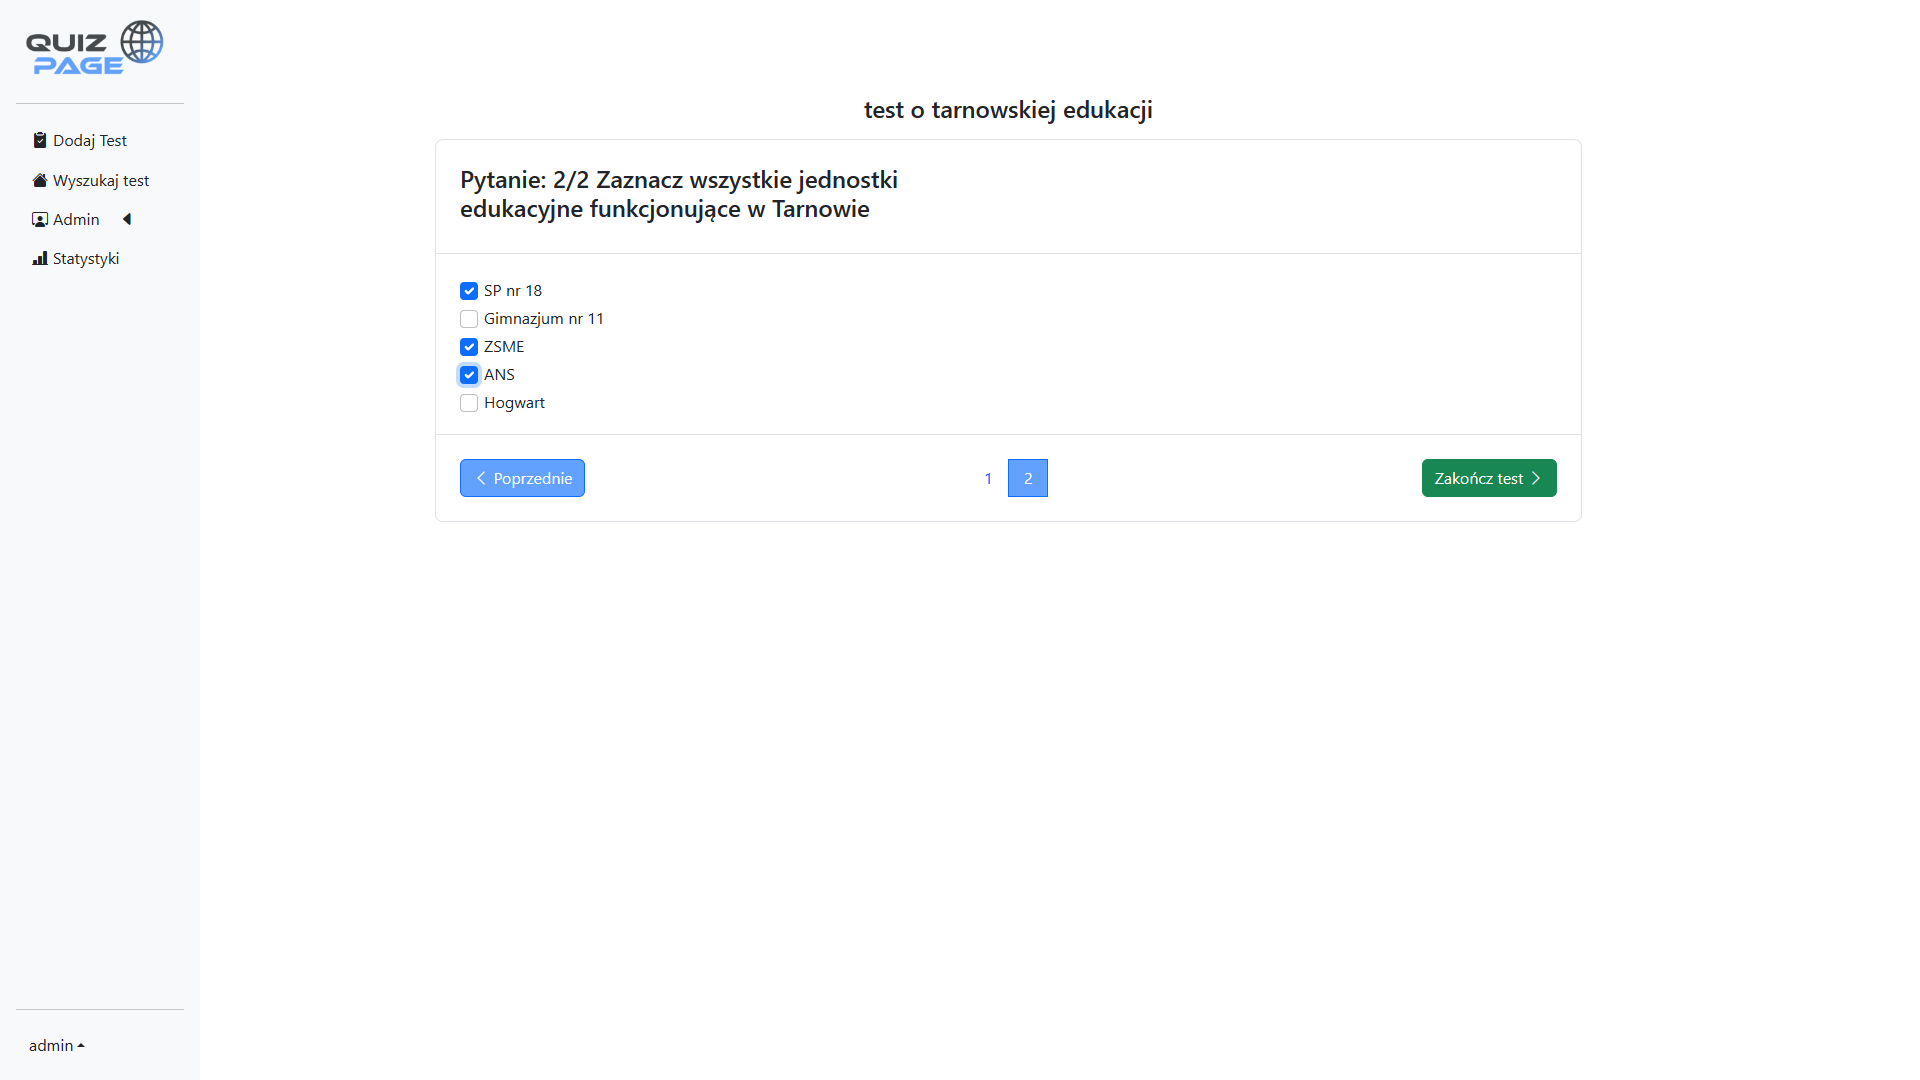 QUIZ
PAGE
Dodaj Test
Wyszukaj test
Admin
Statystyki
admin
test o tarnowskiej edukacji
Pytanie: 2/2 Zaznacz wszystkie jednostki
edukacyjne funkcjonujące w Tarnowie
SP nr 18
Gimnazjum nr 11
ZSME
ANS
Hogwart
Poprzednie
1
2
Zakończ test